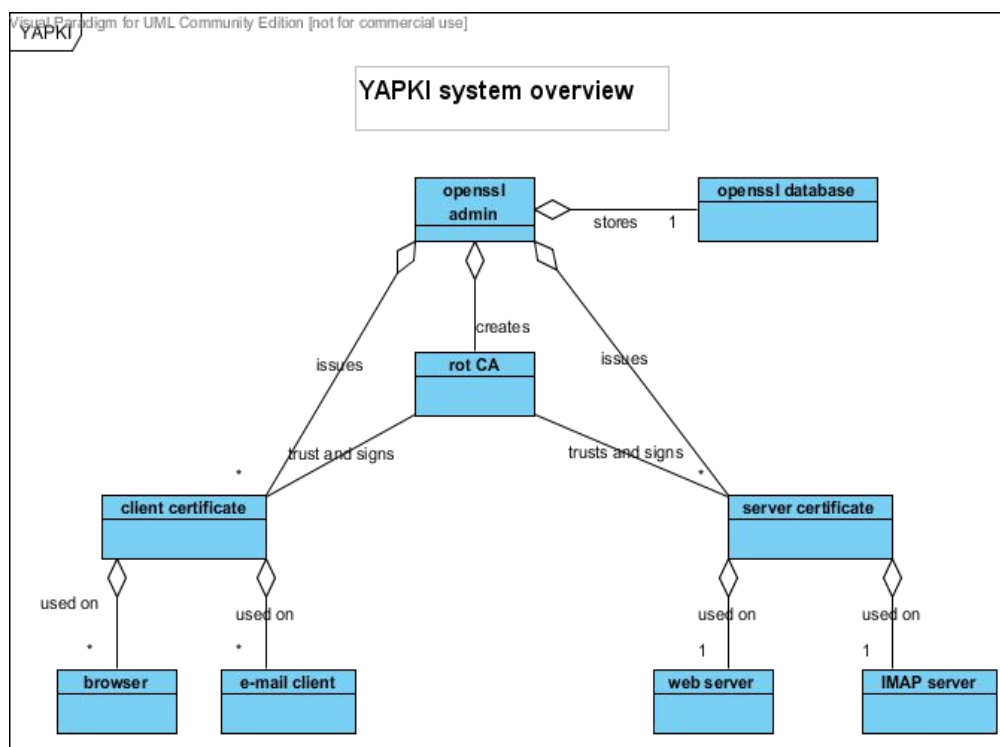 Visual Paradigm for UML Community Edition [not for commercial use]
YAPKI
YAPKI system overview
openssl
admin
openssl database
stores
1
creates
issues
issues
rot CA
trust and signs
trusts and signs
*
*
client certificate
server certificate
used on
used on
used on
used on
*
*
1
1
browser
e-mail client
web server
IMAP server